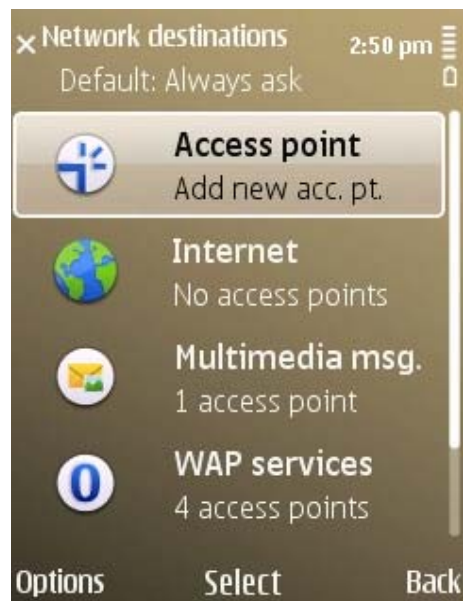 Network destinations
2:50 pm
Default: Always ask
Access point
Add new acc. pt.
Internet
No access points
Multimedia msg.
1 access point
0
WAP services
4 access points
Options Select Back